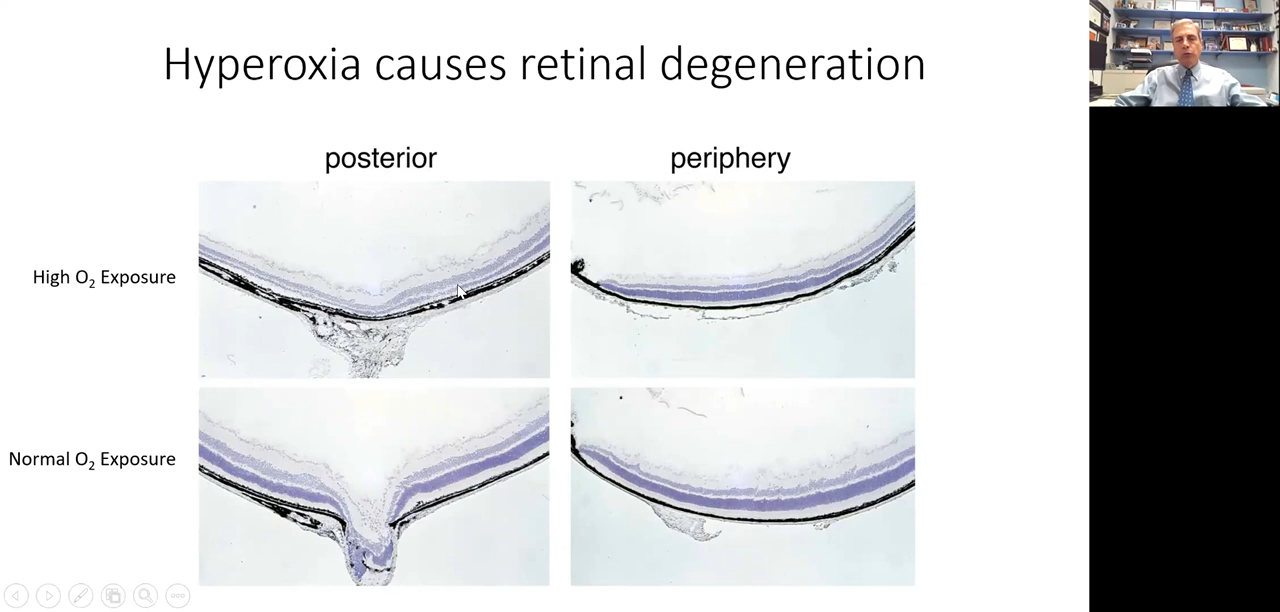 Hyperoxia causes retinal degeneration
posterior
periphery
High O₂ Exposure
Normal O₂ Exposure